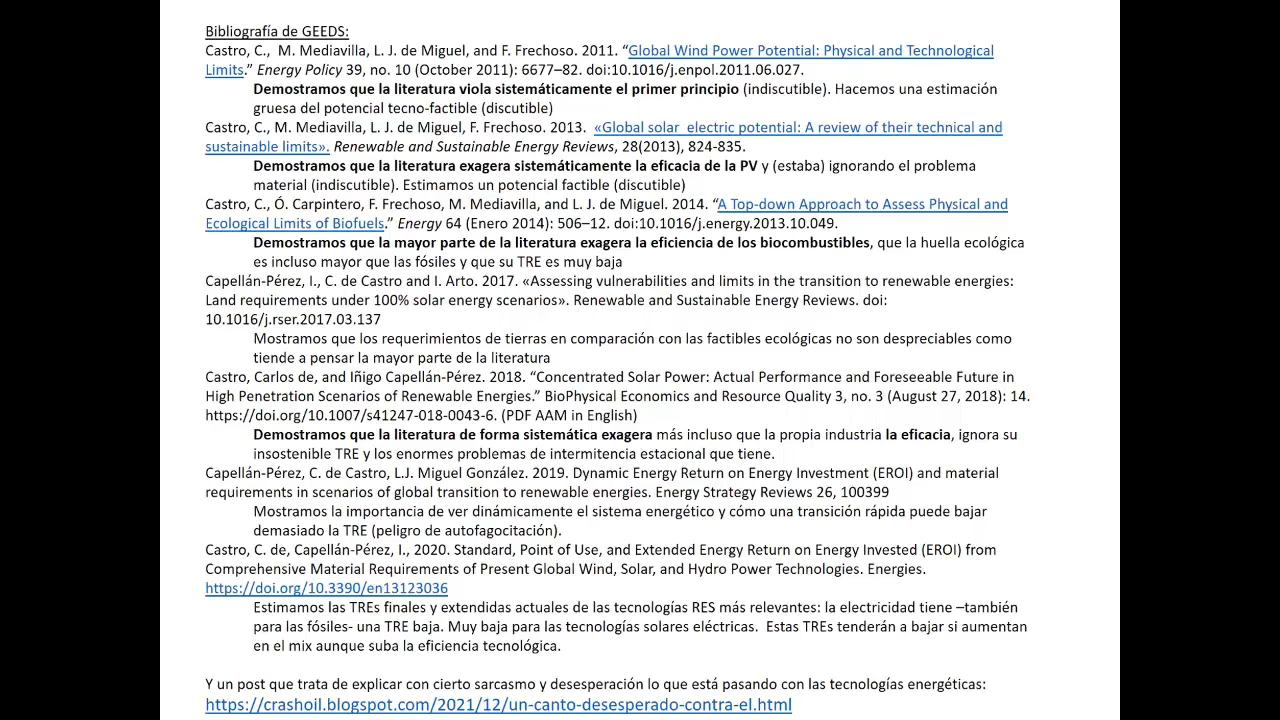 Bibliografía de GEEDS:
Castro, C.,  M. Mediavilla, L. J. de Miguel, and F. Frechoso. 2011. “Global Wind Power Potential: Physical and Technological
Limits.” Energy Policy 39, no. 10 (October 2011): 6677–82. doi:10.1016/j.enpol.2011.06.027.
Demostramos que la literatura viola sistemáticamente el primer principio (indiscutible). Hacemos una estimación
gruesa del potencial tecno-factible (discutible)
Castro, C., M. Mediavilla, L. J. de Miguel, F. Frechoso. 2013.  «Global solar  electric potential: A review of their technical and
sustainable limits». Renewable and Sustainable Energy Reviews, 28(2013), 824-835.
Demostramos que la literatura exagera sistemáticamente la eficacia de la PV y (estaba) ignorando el problema
material (indiscutible). Estimamos un potencial factible (discutible)
Castro, C., Ó. Carpintero, F. Frechoso, M. Mediavilla, and L. J. de Miguel. 2014. “A Top-down Approach to Assess Physical and
Ecological Limits of Biofuels.” Energy 64 (Enero 2014): 506–12. doi:10.1016/j.energy.2013.10.049.
Demostramos que la mayor parte de la literatura exagera la eficiencia de los biocombustibles, que la huella ecológica
es incluso mayor que las fósiles y que su TRE es muy baja
Capellán-Pérez, I., C. de Castro and I. Arto. 2017. «Assessing vulnerabilities and limits in the transition to renewable energies:
Land requirements under 100% solar energy scenarios». Renewable and Sustainable Energy Reviews. doi:
10.1016/j.rser.2017.03.137
Mostramos que los requerimientos de tierras en comparación con las factibles ecológicas no son despreciables como
tiende a pensar la mayor parte de la literatura
Castro, Carlos de, and Iñigo Capellán-Pérez. 2018. “Concentrated Solar Power: Actual Performance and Foreseeable Future in
High Penetration Scenarios of Renewable Energies.” BioPhysical Economics and Resource Quality 3, no. 3 (August 27, 2018): 14.
https://doi.org/10.1007/s41247-018-0043-6. (PDF AAM in English)
Demostramos que la literatura de forma sistemática exagera más incluso que la propia industria la eficacia, ignora su
insostenible TRE y los enormes problemas de intermitencia estacional que tiene.
Capellán-Pérez, C. de Castro, L.J. Miguel González. 2019. Dynamic Energy Return on Energy Investment (EROI) and material
requirements in scenarios of global transition to renewable energies. Energy Strategy Reviews 26, 100399
Mostramos la importancia de ver dinámicamente el sistema energético y cómo una transición rápida puede bajar
demasiado la TRE (peligro de autofagocitación).
Castro, C. de, Capellán-Pérez, I., 2020. Standard, Point of Use, and Extended Energy Return on Energy Invested (EROI) from
Comprehensive Material Requirements of Present Global Wind, Solar, and Hydro Power Technologies. Energies.
https://doi.org/10.3390/en13123036
Estimamos las TREs finales y extendidas actuales de las tecnologías RES más relevantes: la electricidad tiene –también
para las fósiles- una TRE baja. Muy baja para las tecnologías solares eléctricas.  Estas TREs tenderán a bajar si aumentan
en el mix aunque suba la eficiencia tecnológica.
Y un post que trata de explicar con cierto sarcasmo y desesperación lo que está pasando con las tecnologías energéticas:
https://crashoil.blogspot.com/2021/12/un-canto-desesperado-contra-el.html